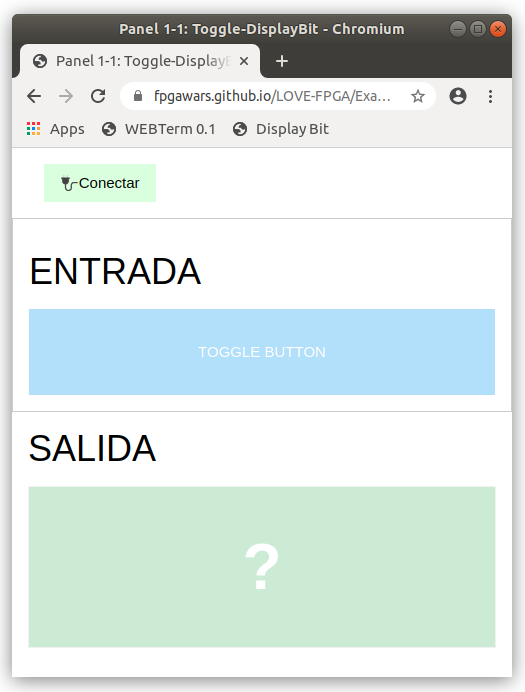 Panel 1-1: Toggle-DisplayBit - Chromium
Panel 1-1: Toggle-DisplayB
fpgawars.github.io/LOVE-FPGA/Exa...
Apps WEBTerm 0.1 Display Bit
Conectar
ENTRADA
TOGGLE BUTTON
SALIDA
?